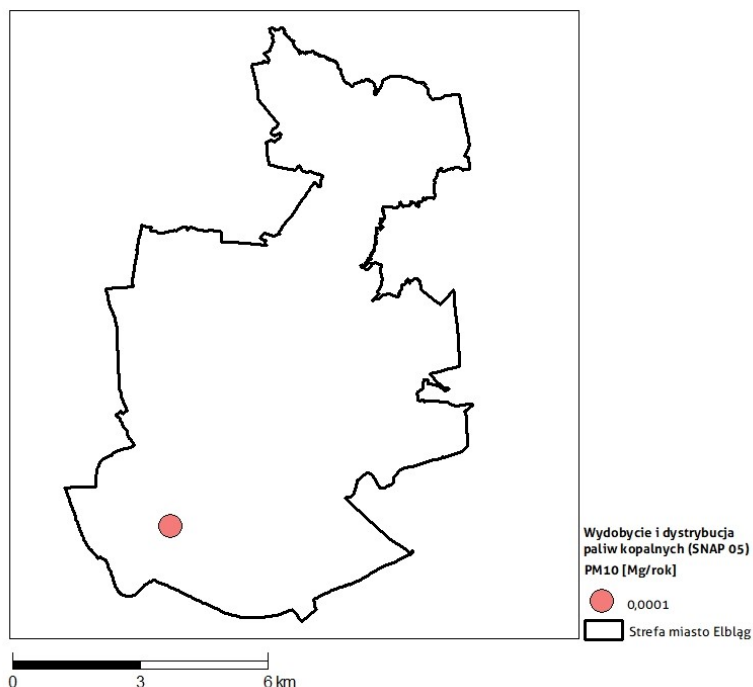 Wydobycie i dystrybucja
paliw kopalnych (SNAP 05)
PM10 [Mg/rok]
0,0001
Strefa miasto Elbląg
0 3 6 km